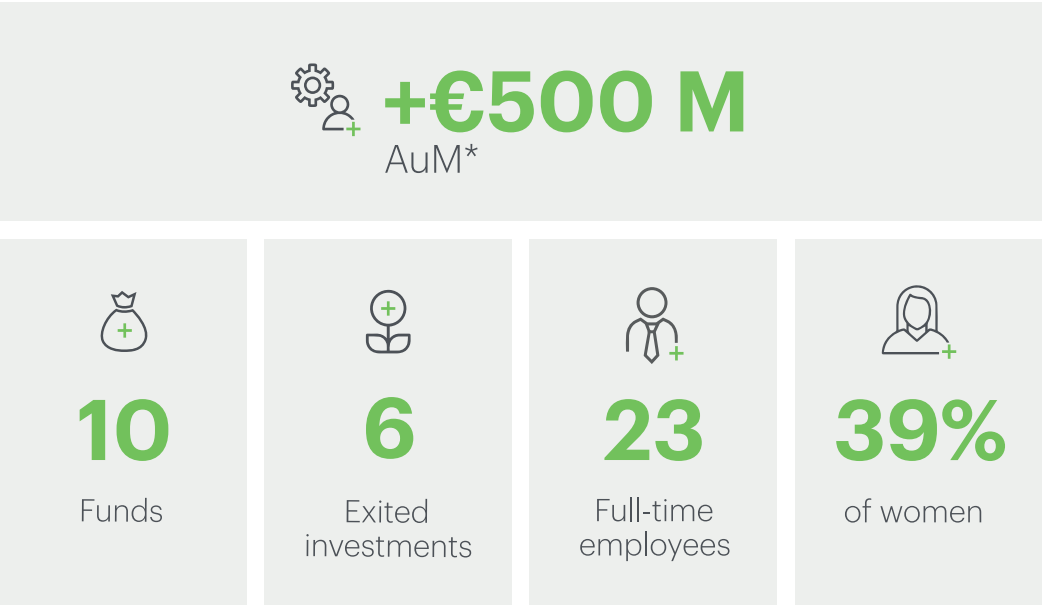 +€500 M
AuM*
10
Funds
6
Exited
investments
23
Full-time
employees
39%
of women